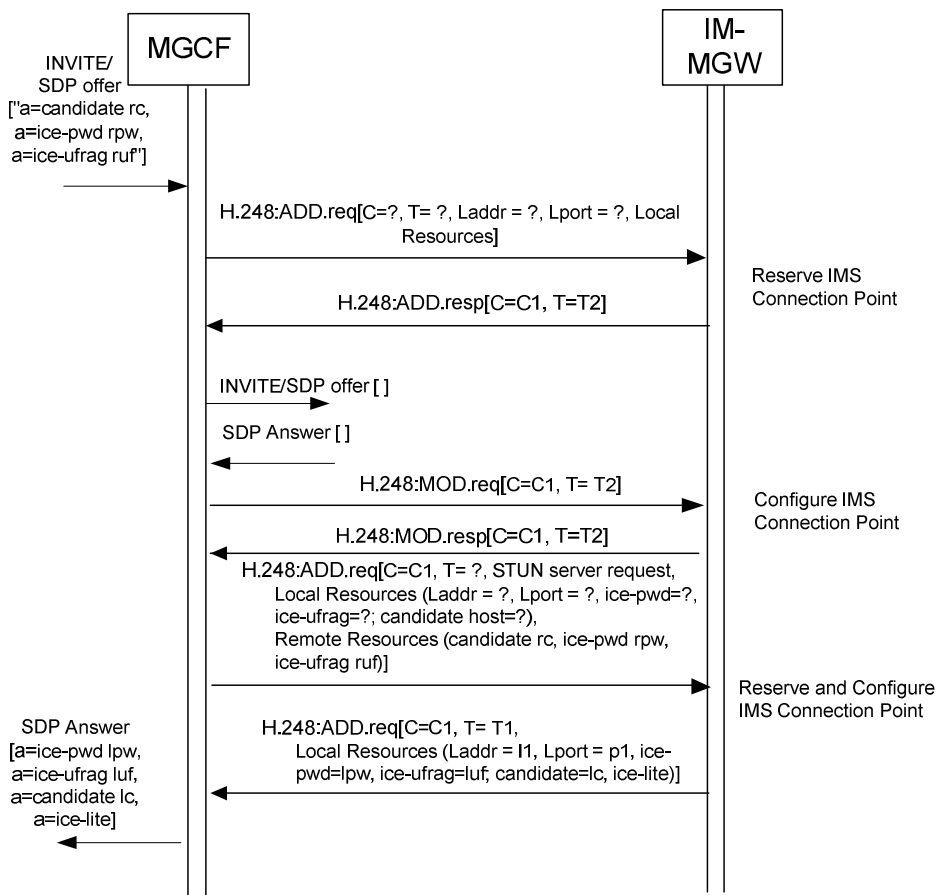 MGCF
IM-
MGW
INVITE/
SDP offer
["a=candidate rc,
a=ice-pwd rpw,
a=ice-ufrag ruf"]
H.248:ADD.req[C=?, T= ?, Laddr = ?, Lport = ?, Local
Resources]
Reserve IMS
Connection Point
H.248:ADD.resp[C=C1, T=T2]
INVITE/SDP offer [ ]
SDP Answer [ ]
H.248:MOD.req[C=C1, T= T2]
Configure IMS
Connection Point
H.248:MOD.resp[C=C1, T=T2]
H.248:ADD.req[C=C1, T= ?, STUN server request,
Local Resources (Laddr = ?, Lport = ?, ice-pwd=?,
ice-ufrag=?; candidate host=?),
Remote Resources (candidate rc, ice-pwd rpw,
ice-ufrag ruf)]
Reserve and Configure
IMS Connection Point
SDP Answer
[a=ice-pwd lpw,
a=ice-ufrag luf,
a=candidate lc,
a=ice-lite]
H.248:ADD.req[C=C1, T= T1,
Local Resources (Laddr = l1, Lport = p1, ice-
pwd=lpw, ice-ufrag=luf; candidate=lc, ice-lite)]